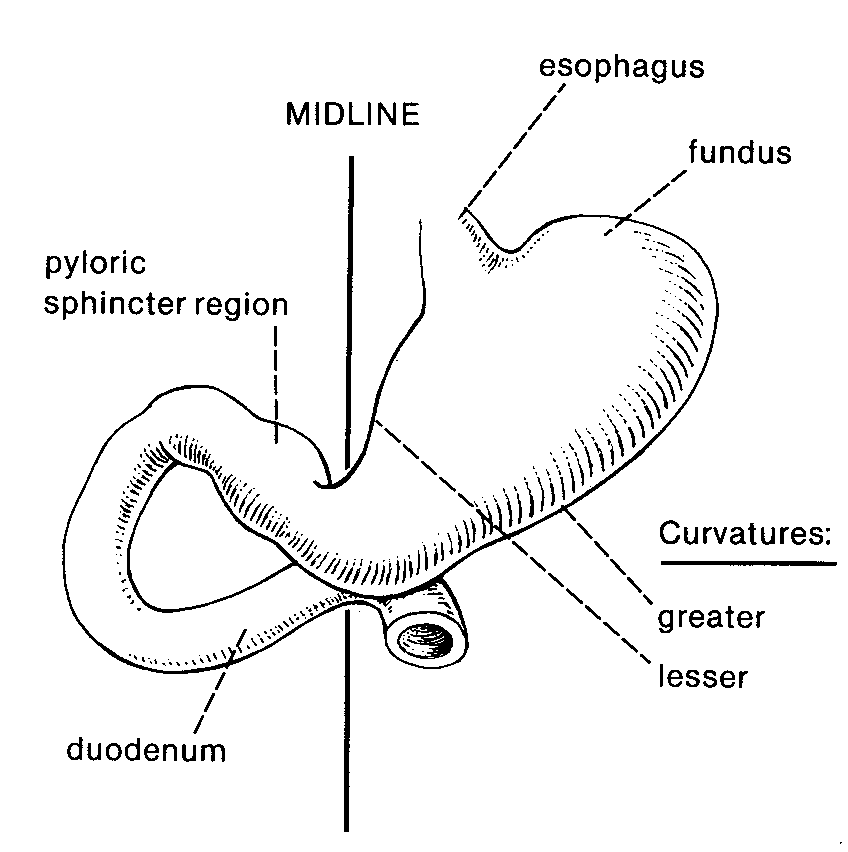 esophagus
MIDLINE
fundus
pyloric
sphincter region
Curvatures:
greater
lesser
duodenum